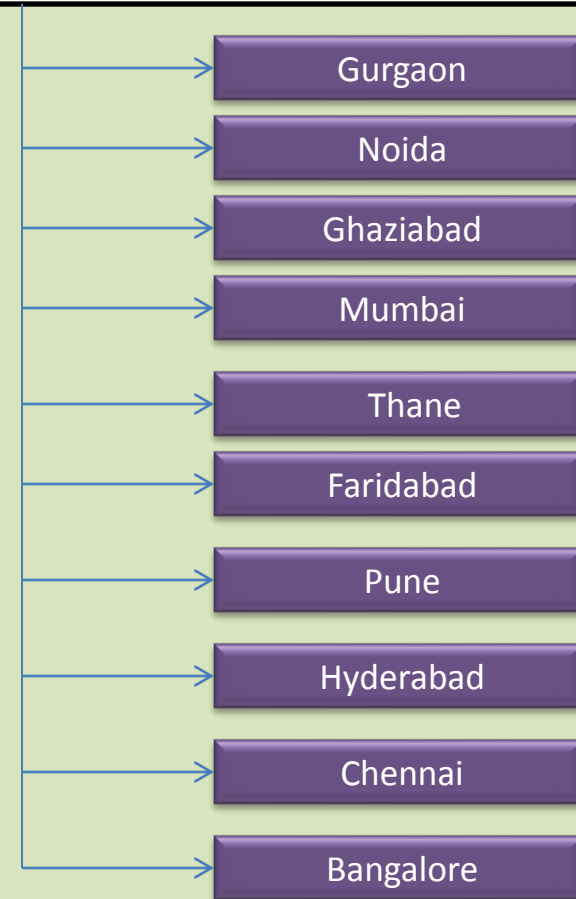 Gurgaon
Noida
Ghaziabad
Mumbai
Thane
Faridabad
Pune
Hyderabad
Chennai
Bangalore